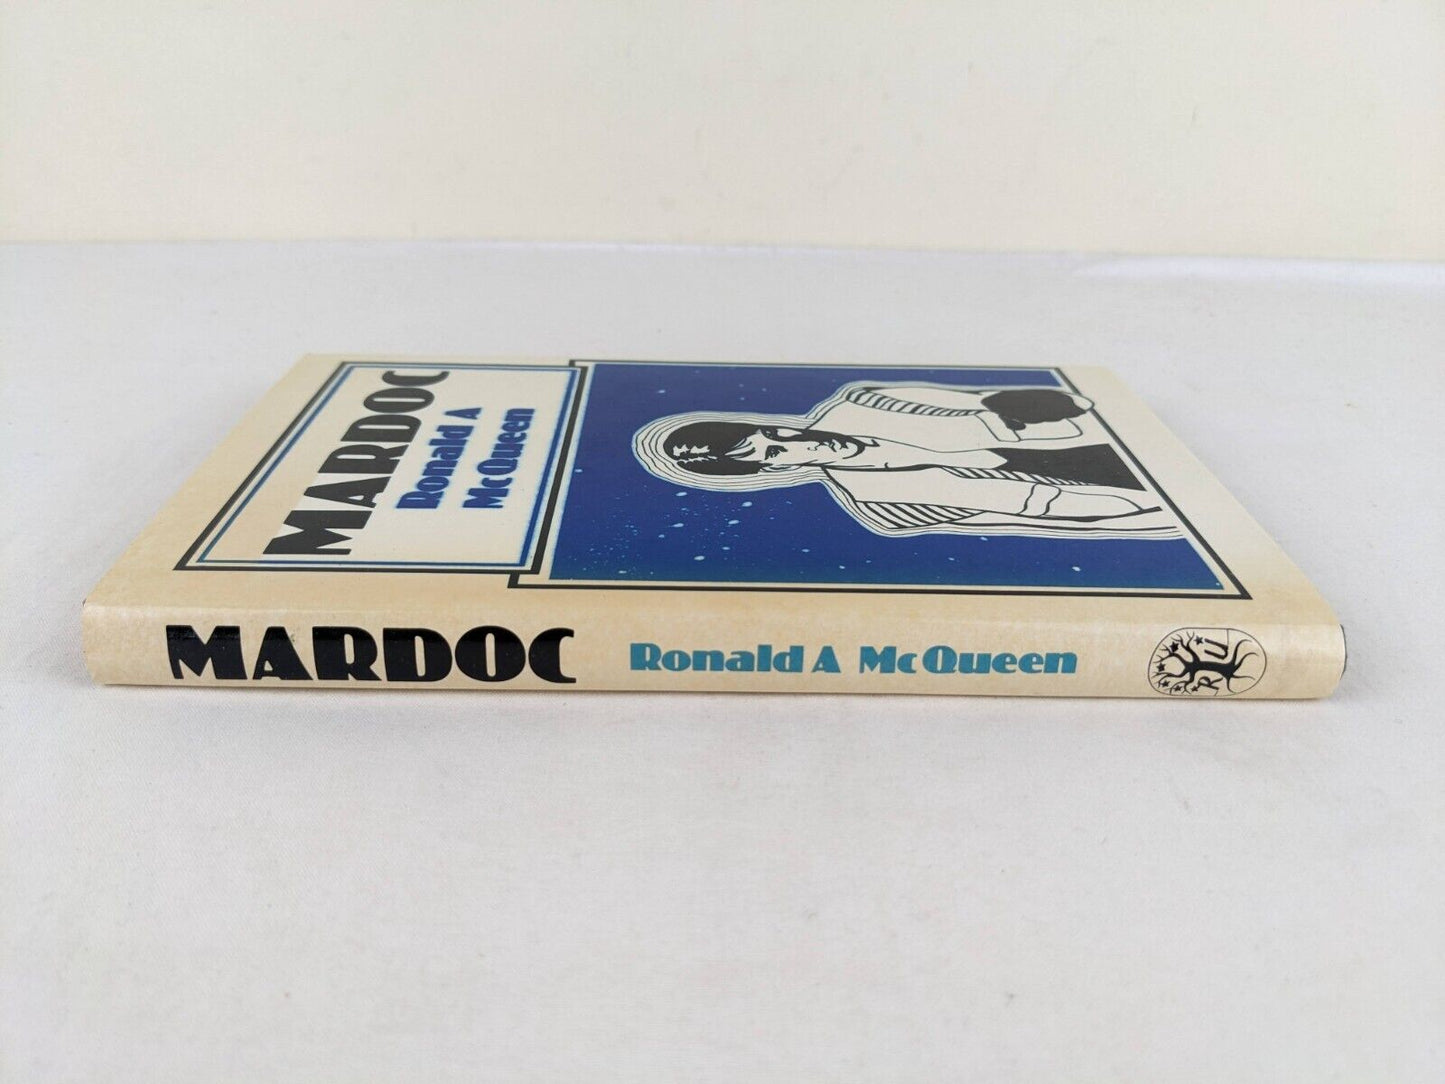 MARDOC
Ronald A
McQueen
MARDOC Ronald A McQueen
R U